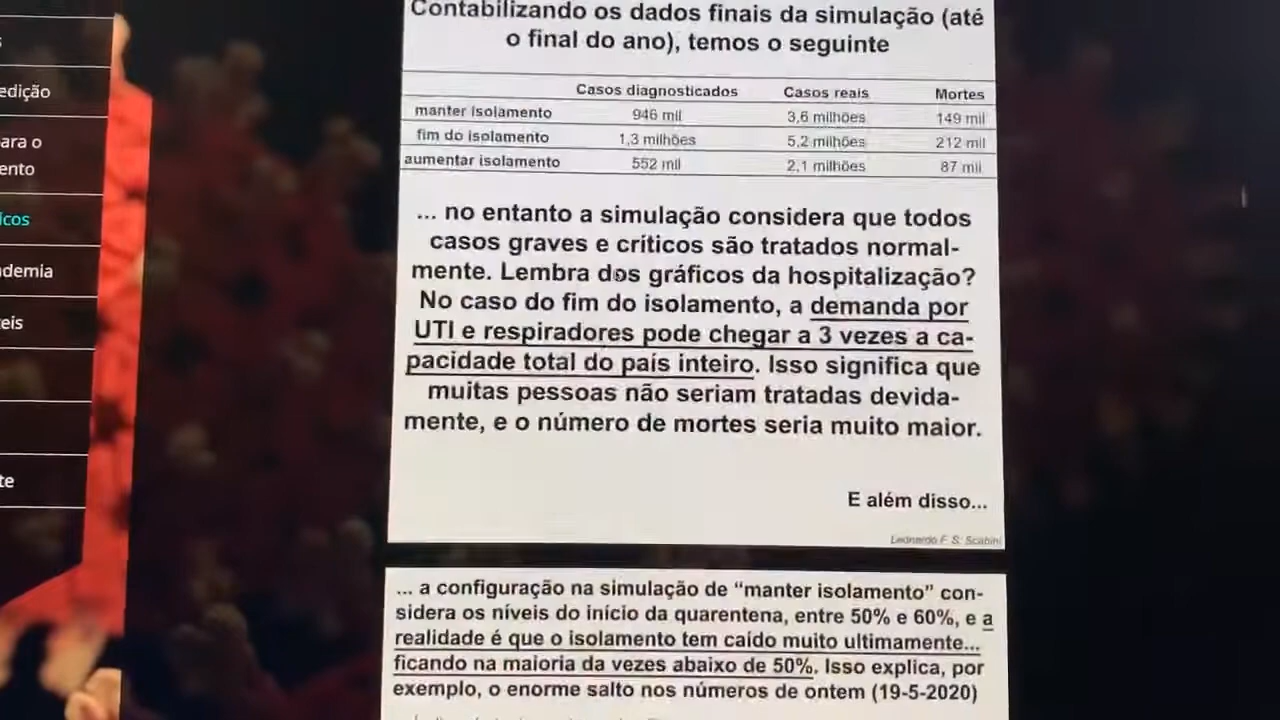 s
edição
ara o
ento
icos
demia
eis
te
Contabilizando os dados finais da simulação (até
o final do ano), temos o seguinte
Casos diagnosticados Casos reais Mortes
manter isolamento 946 mil 3,6 milhões 149 mil
fim do isolamento 1,3 milhões 5,2 milhões 212 mil
aumentar isolamento 552 mil 2,1 milhões 87 mil
... no entanto a simulação considera que todos
casos graves e críticos são tratados normal-
mente. Lembra dos gráficos da hospitalização?
No caso do fim do isolamento, a demanda por
UTI e respiradores pode chegar a 3 vezes a ca-
pacidade total do país inteiro. Isso significa que
muitas pessoas não seriam tratadas devida-
mente, e o número de mortes seria muito maior.
E além disso...
Leonardo F. S. Scabini
... a configuração na simulação de “manter isolamento” con-
sidera os níveis do início da quarentena, entre 50% e 60%, e a
realidade é que o isolamento tem caído muito ultimamente...
ficando na maioria da vezes abaixo de 50%. Isso explica, por
exemplo, o enorme salto nos números de ontem (19-5-2020)